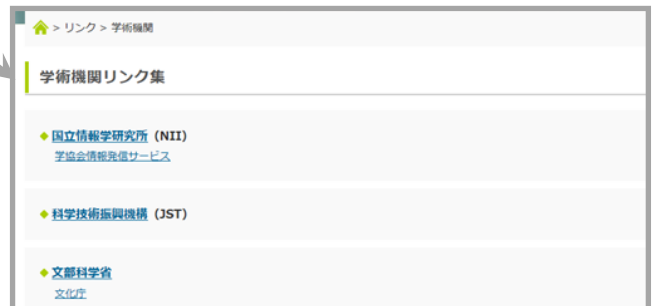 > リンク > 学術機関
学術機関リンク集
◆国立情報学研究所 (NII)
学協会情報発信サービス
◆科学技術振興機構 (JST)
◆文部科学省
文化庁